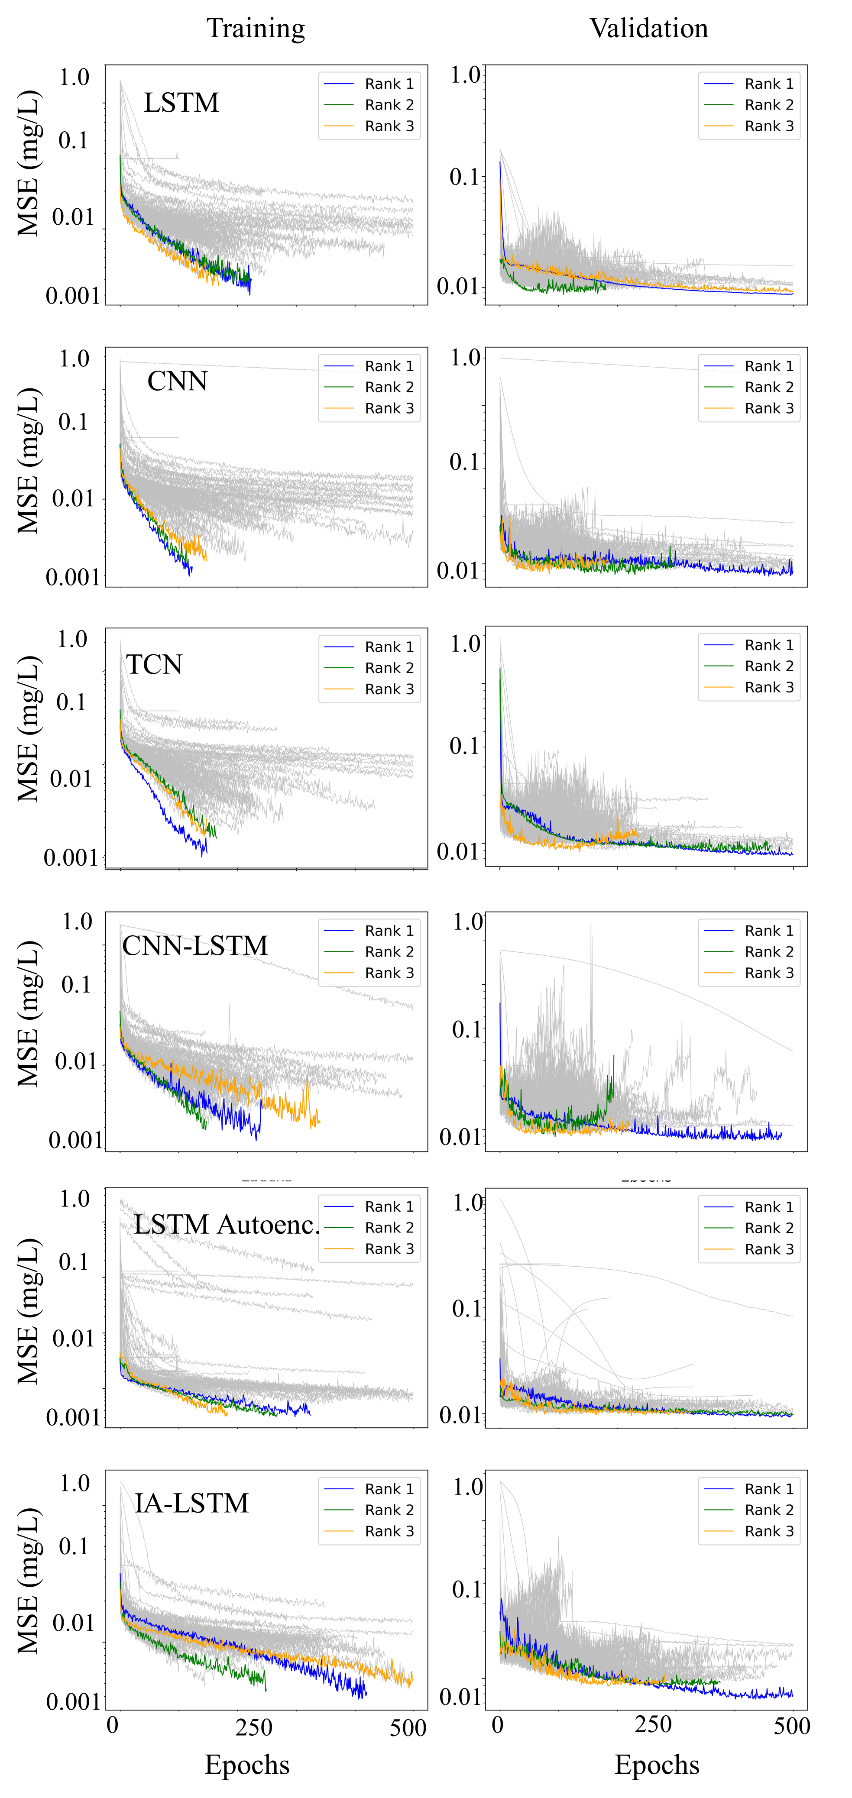 Training Validation
MSE (mg/L)
1.0
0.1
0.01
0.001
LSTM
Rank 1
Rank 2
Rank 3
1.0
0.1
0.01
Rank 1
Rank 2
Rank 3
MSE (mg/L)
1.0
0.1
0.01
0.001
CNN
Rank 1
Rank 2
Rank 3
1.0
0.1
0.01
Rank 1
Rank 2
Rank 3
MSE (mg/L)
1.0
0.1
0.01
0.001
TCN
Rank 1
Rank 2
Rank 3
1.0
0.1
0.01
Rank 1
Rank 2
Rank 3
MSE (mg/L)
1.0
0.1
0.01
0.001
CNN-LSTM
Rank 1
Rank 2
Rank 3
1.0
0.1
0.01
Rank 1
Rank 2
Rank 3
MSE (mg/L)
1.0
0.1
0.01
0.001
LSTM Autoenc.
Rank 1
Rank 2
Rank 3
1.0
0.1
0.01
Rank 1
Rank 2
Rank 3
MSE (mg/L)
1.0
0.1
0.01
0.001
IA-LSTM
Rank 1
Rank 2
Rank 3
1.0
0.1
0.01
Rank 1
Rank 2
Rank 3
0 250 500
0 250 500
Epochs Epochs